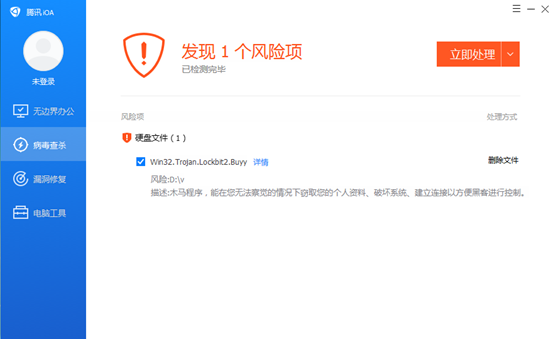 腾讯 iOA
未登录
无边界办公
病毒查杀
漏洞修复
电脑工具
发现 1 个风险项
已检测完毕
立即处理
风险项 处理方式
硬盘文件（1）
Win32.Trojan.Lockbit2.Buyy 详情 删除文件
风险:D:\v
描述:木马程序，能在您无法察觉的情况下窃取您的个人资料、破坏系统、建立连接以方便黑客进行控制。